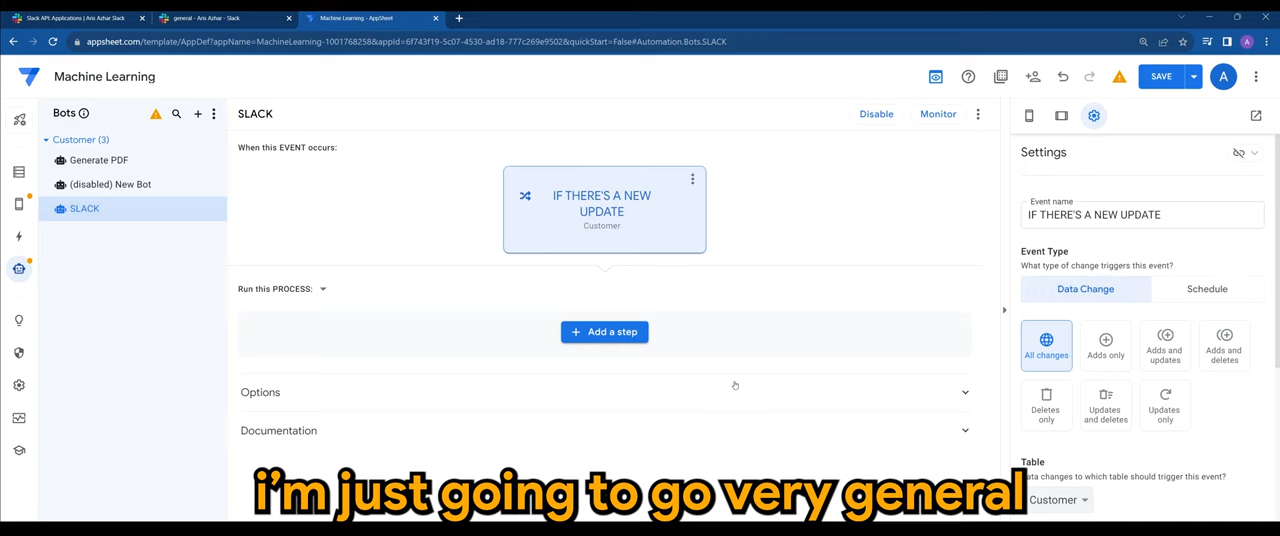 Slack API: Applications | Aris Azhar Slack
general - Aris Azhar - Slack
Machine Learning - AppSheet
appsheet.com/template/AppDef?appName=MachineLearning-1001768258&appId=6f743f19-5c07-4530-ad18-777c269e9502&quickStart=False#Automation.Bots.SLACK
A
Machine Learning
SAVE
A
Bots
SLACK
Disable
Monitor
Customer (3)
Generate PDF
(disabled) New Bot
SLACK
When this EVENT occurs:
IF THERE'S A NEW
UPDATE
Customer
Run this PROCESS:
+ Add a step
Options
Documentation
Settings
Event name
IF THERE'S A NEW UPDATE
Event Type
What type of change triggers this event?
Data Change
Schedule
All changes
Adds only
Adds and
updates
Adds and
deletes
Deletes
only
Updates
and deletes
Updates
only
Table
Data changes to which table should trigger this event?
Customer
i'm just going to go very general